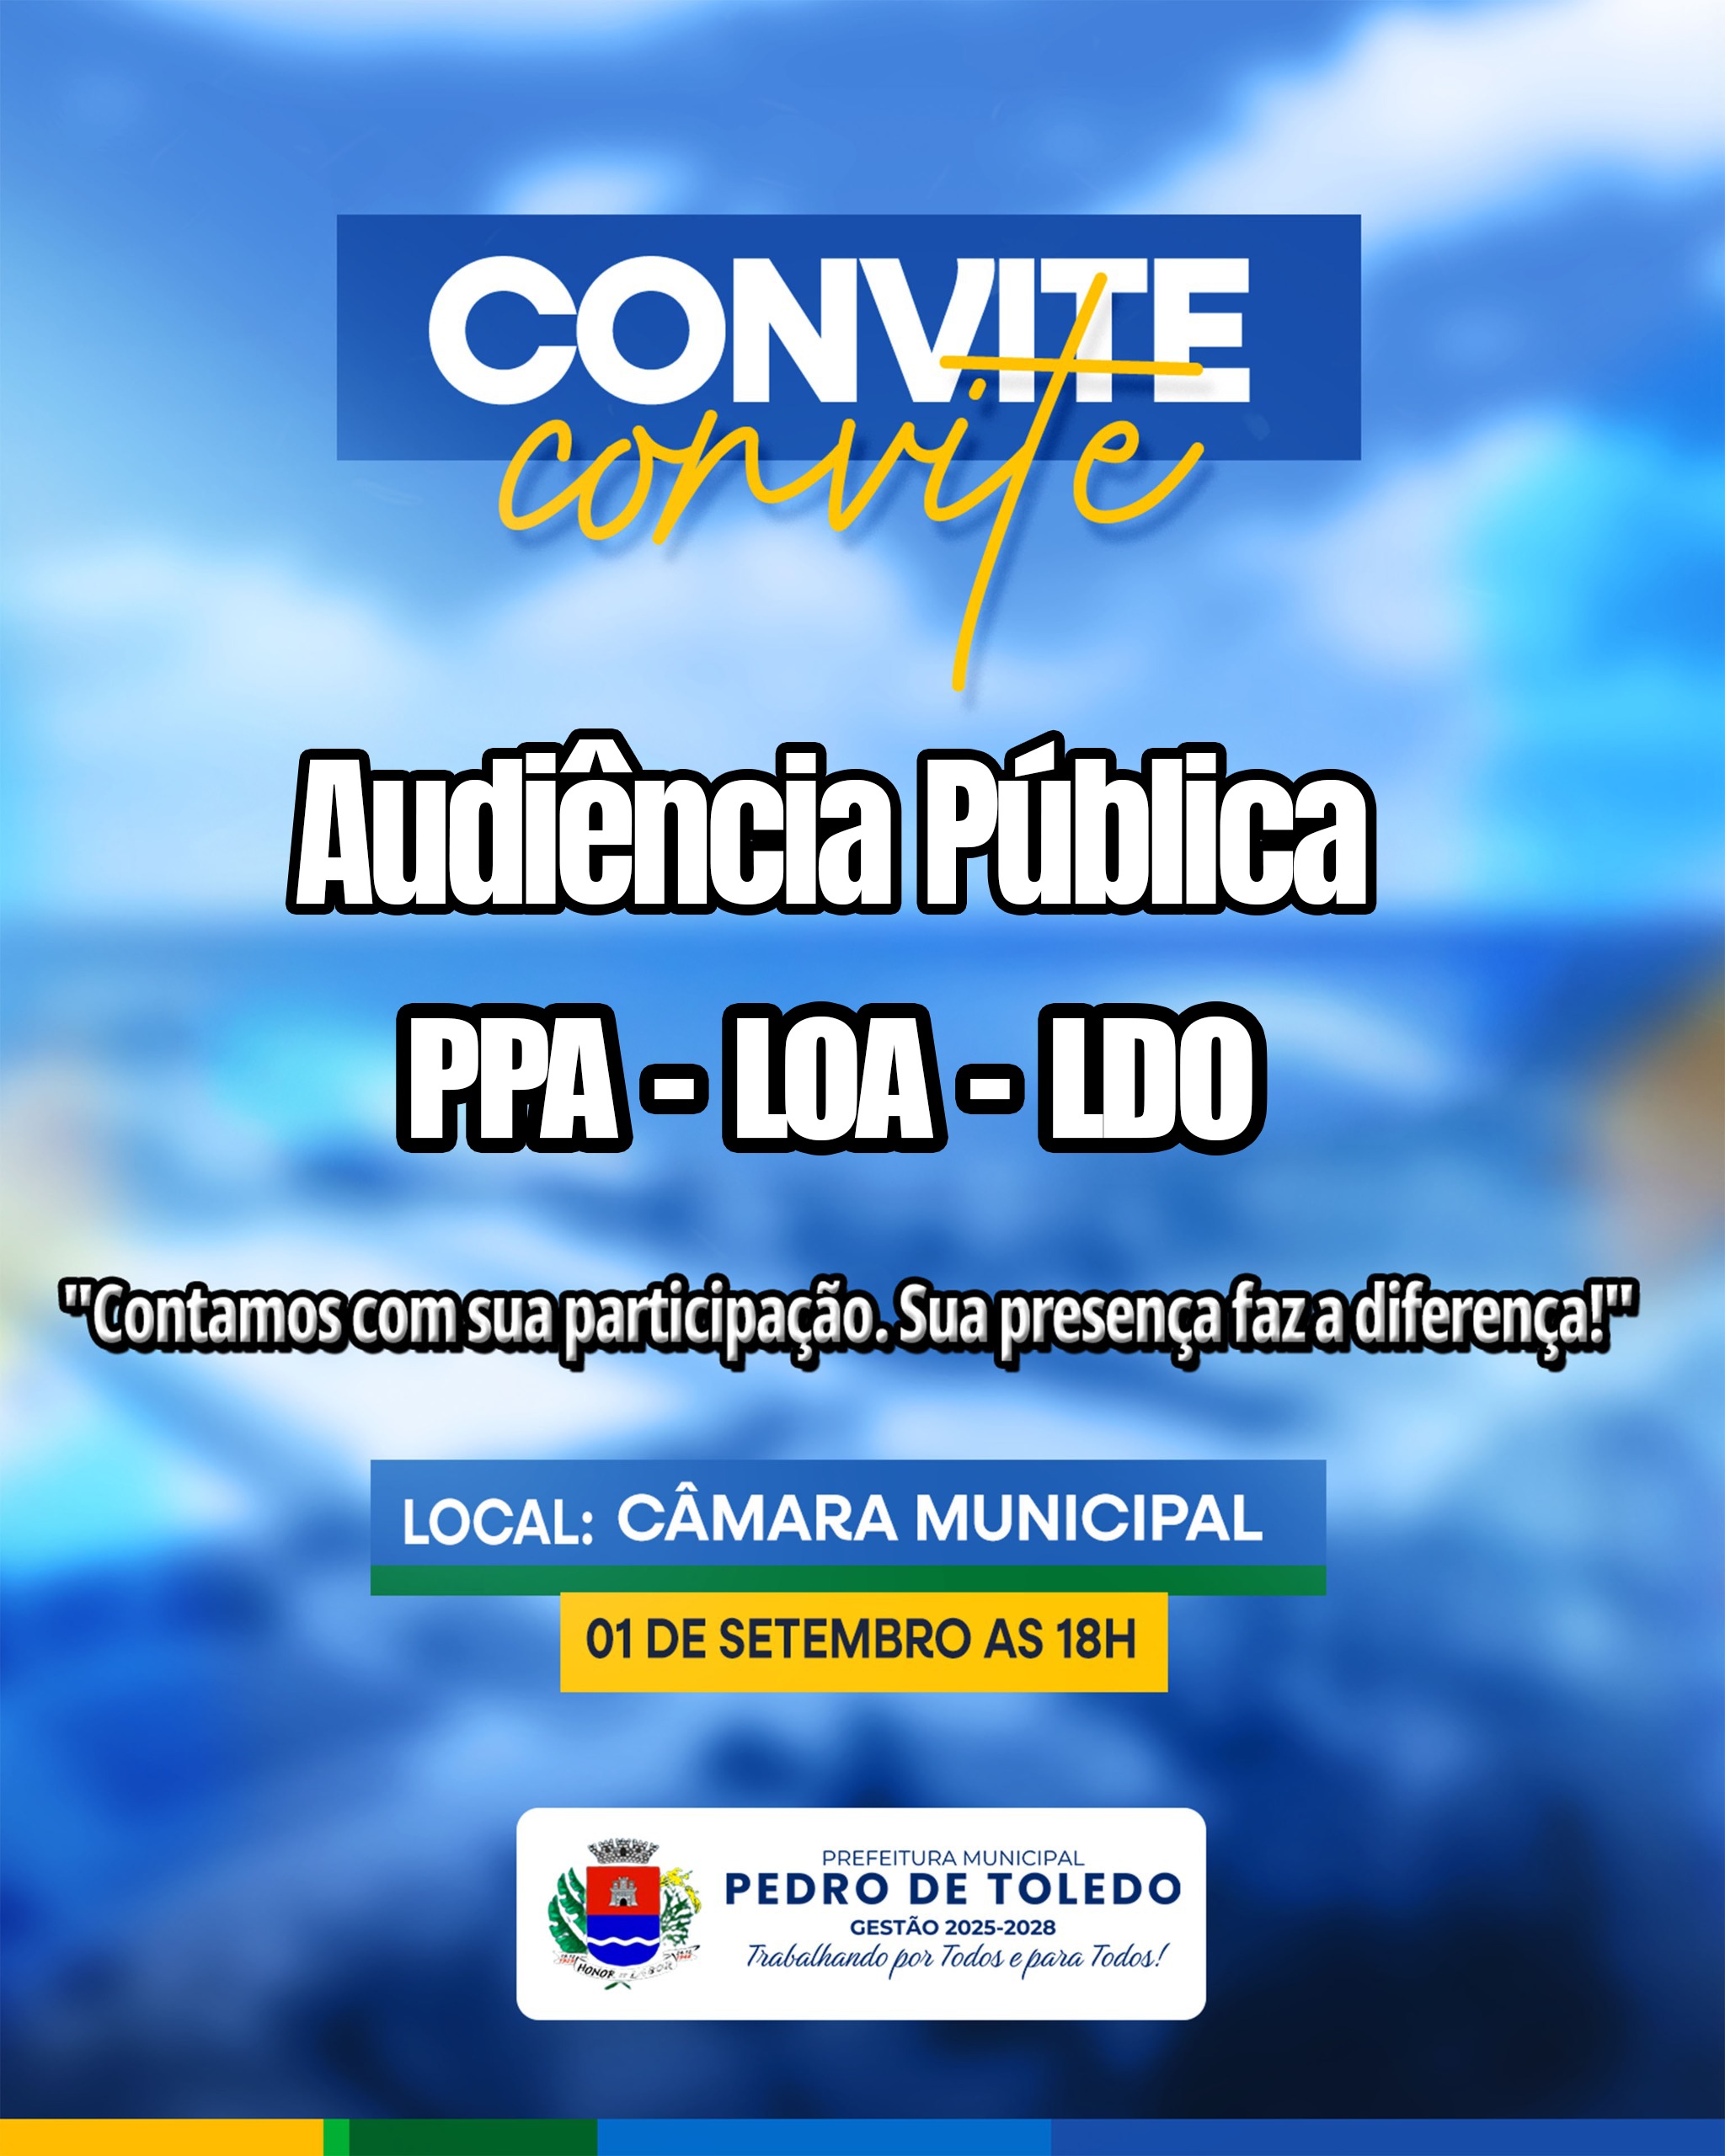 CONVITE
convite
Audiência Pública
PPA - LOA - LDO
"Contamos com sua participação. Sua presença faz a diferença!"
LOCAL: CÂMARA MUNICIPAL
01 DE SETEMBRO AS 18H
PREFEITURA MUNICIPAL
PEDRO DE TOLEDO
GESTÃO 2025-2028
Trabalhando por Todos e para Todos!
HONOR